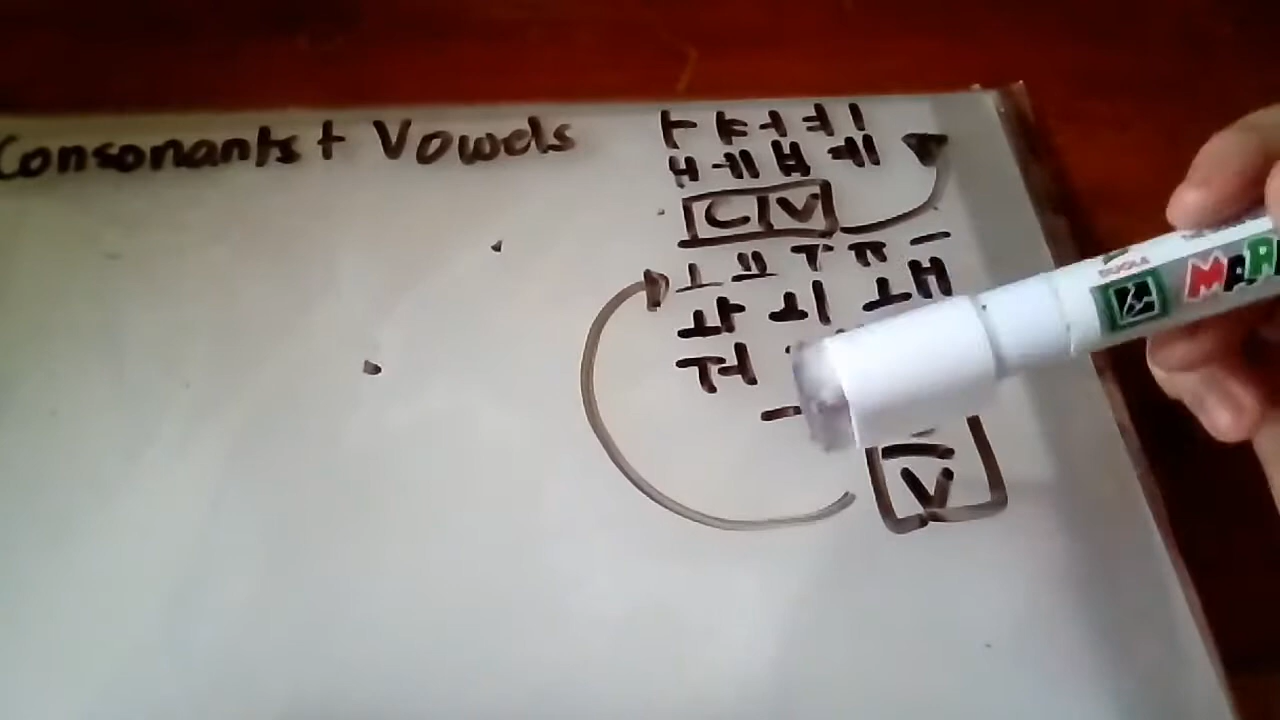 Consonants + Vowels
ㅏ ㅑ ㅓ ㅕ ㅣ
ㅐ ㅔ ㅒ ㅖ
C V
ㅗ ㅛ ㅜ ㅠ ㅡ
ㅘ ㅚ ㅙ
ㅝ
V